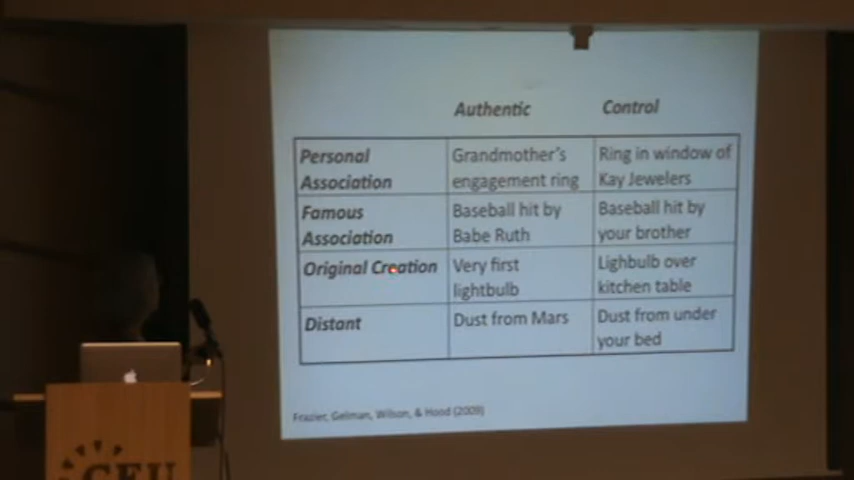 Authentic
Control
Personal
Association
Grandmother's
engagement ring
Ring in window of
Kay Jewelers
Famous
Association
Baseball hit by
Babe Ruth
Baseball hit by
your brother
Original Creation
Very first
lightbulb
Lighbulb over
kitchen table
Distant
Dust from Mars
Dust from under
your bed
Frazier, Gelman, Wilson, & Hood (2009)
CEU